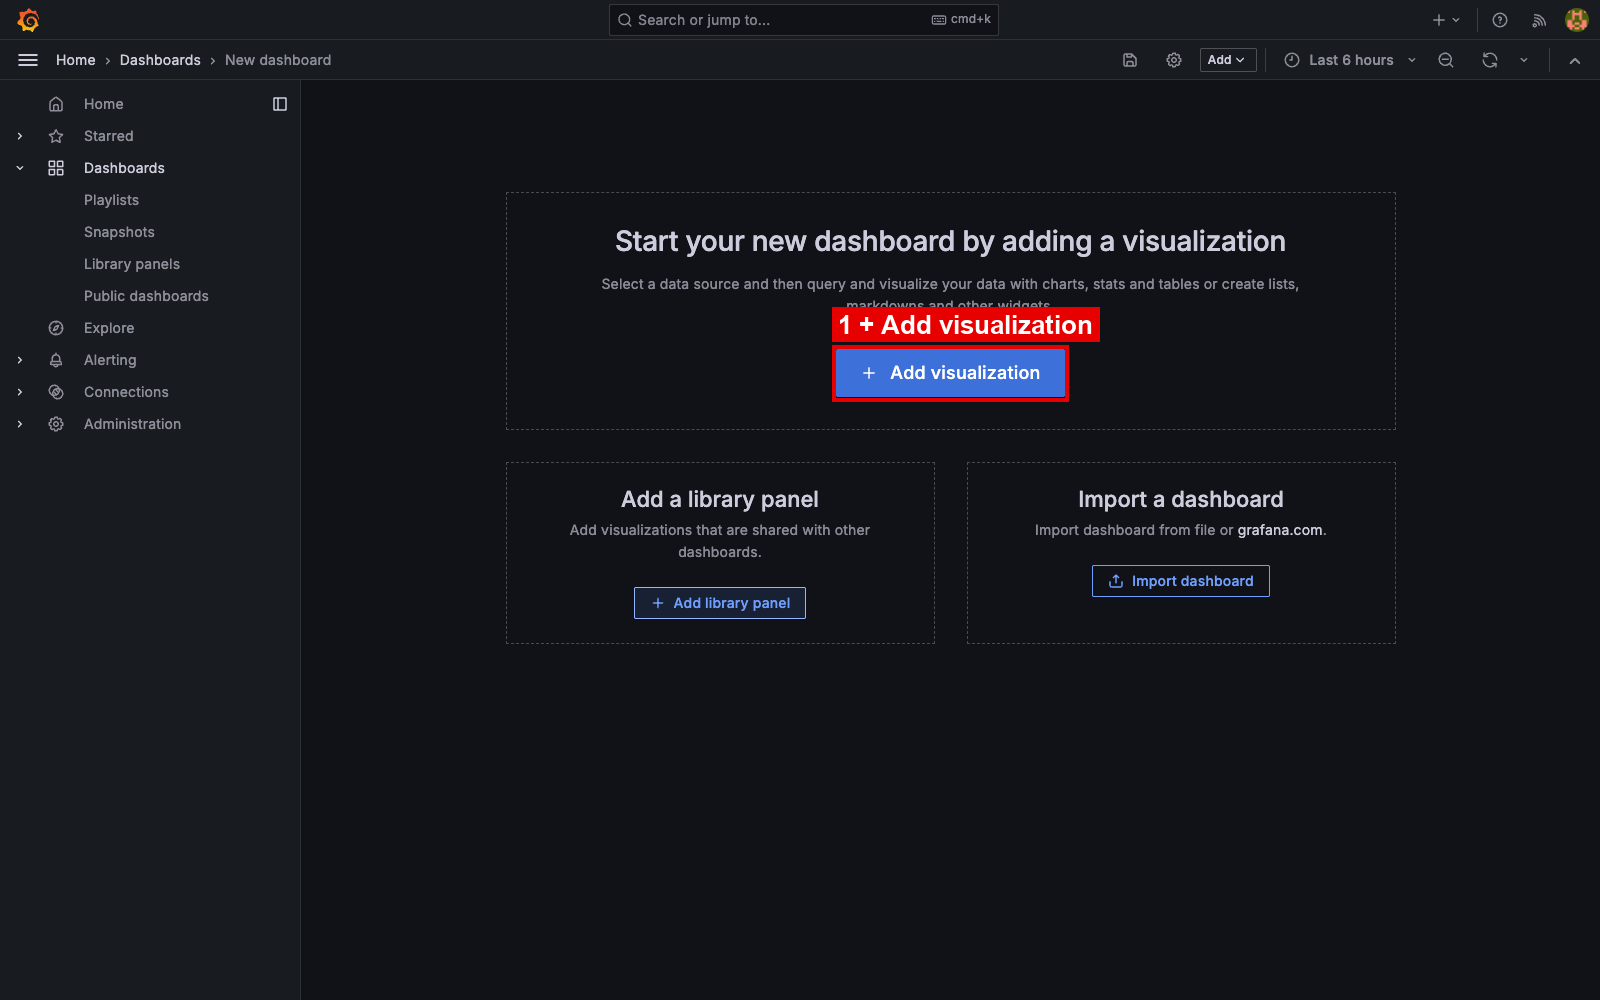 Search or jump to...
cmd+k
Home › Dashboards › New dashboard
Add
Last 6 hours
Home
Starred
Dashboards
Playlists
Snapshots
Library panels
Public dashboards
Explore
Alerting
Connections
Administration
Start your new dashboard by adding a visualization
Select a data source and then query and visualize your data with charts, stats and tables or create lists,
markdowns and other widgets.
1 + Add visualization
+ Add visualization
Add a library panel
Add visualizations that are shared with other
dashboards.
+ Add library panel
Import a dashboard
Import dashboard from file or grafana.com.
Import dashboard